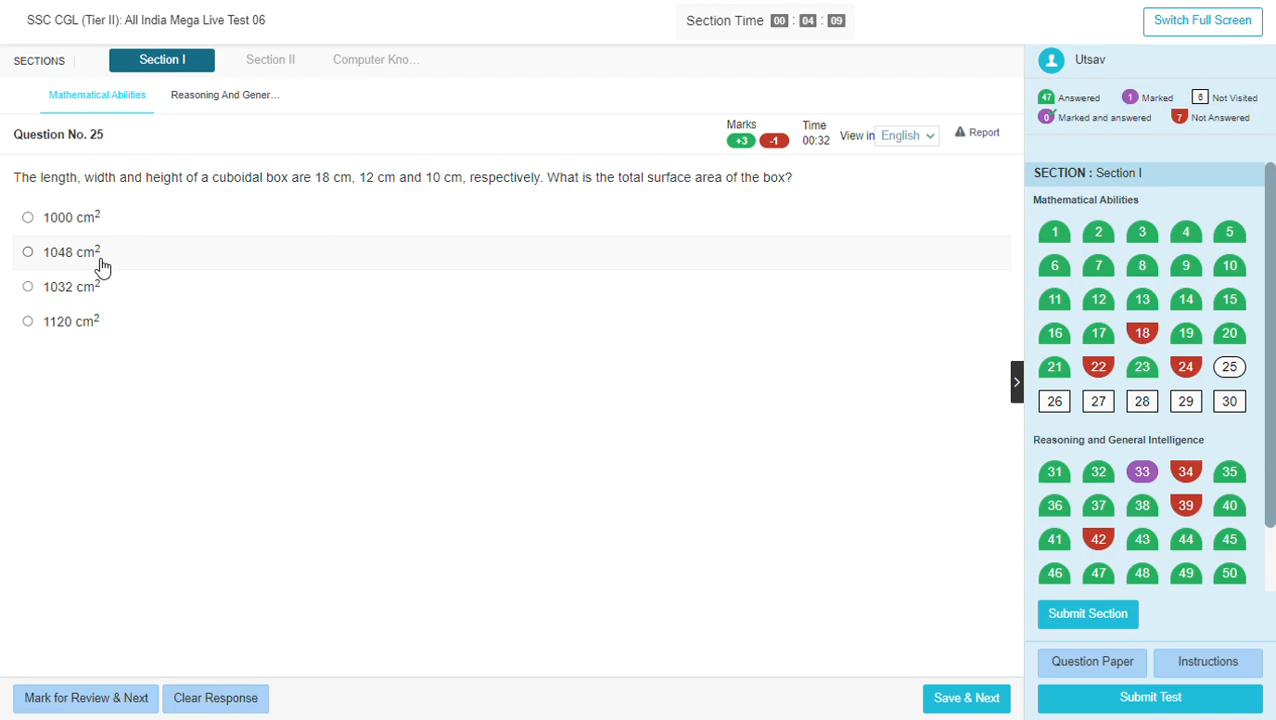 SSC CGL (Tier II): All India Mega Live Test 06
Section Time 00 : 04 : 09
Switch Full Screen
SECTIONS
Section I
Section II
Computer Kno...
Utsav
Mathematical Abilities
Reasoning And Gener...
47 Answered
1 Marked
6 Not Visited
0 Marked and answered
7 Not Answered
Question No. 25
Marks
+3 -1
Time
00:32
View in English
Report
The length, width and height of a cuboidal box are 18 cm, 12 cm and 10 cm, respectively. What is the total surface area of the box?
1000 cm²
1048 cm²
1032 cm²
1120 cm²
SECTION : Section I
Mathematical Abilities
1 2 3 4 5
6 7 8 9 10
11 12 13 14 15
16 17 18 19 20
21 22 23 24 25
26 27 28 29 30
Reasoning and General Intelligence
31 32 33 34 35
36 37 38 39 40
41 42 43 44 45
46 47 48 49 50
Submit Section
Question Paper
Instructions
Mark for Review & Next
Clear Response
Save & Next
Submit Test